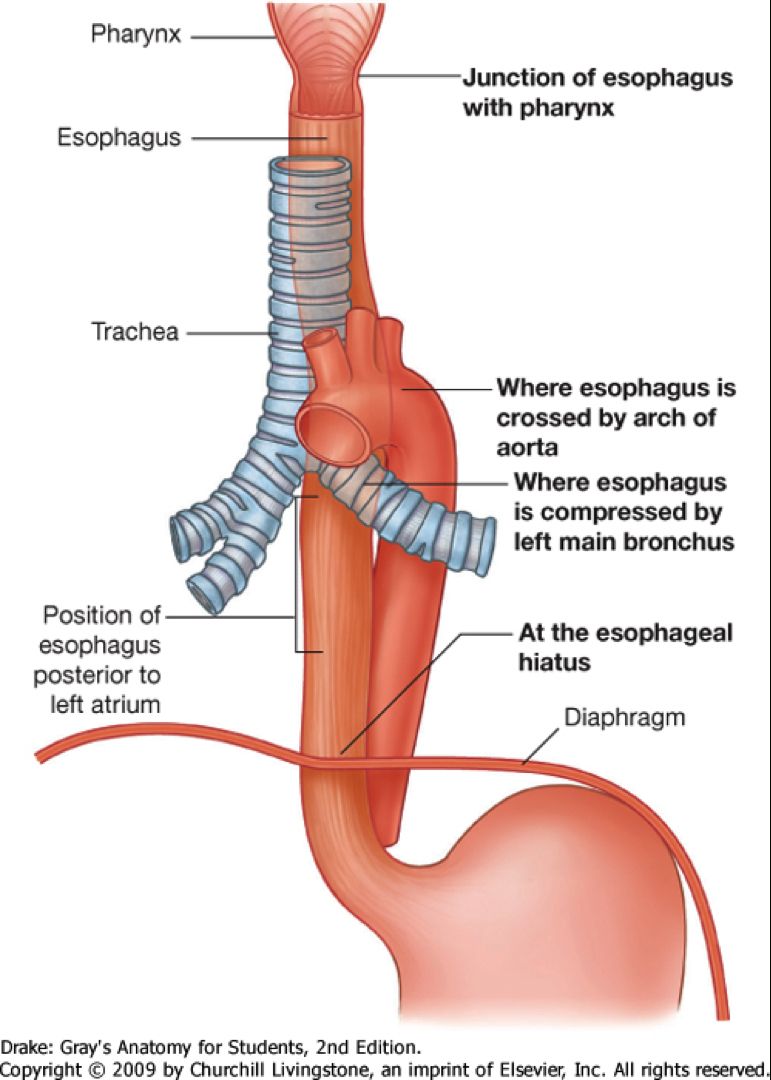 Pharynx
Junction of esophagus
with pharynx
Esophagus
Trachea
Where esophagus is
crossed by arch of
aorta
Where esophagus
is compressed by
left main bronchus
Position of
esophagus
posterior to
left atrium
At the esophageal
hiatus
Diaphragm
Drake: Gray's Anatomy for Students, 2nd Edition.
Copyright © 2009 by Churchill Livingstone, an imprint of Elsevier, Inc. All rights reserved.